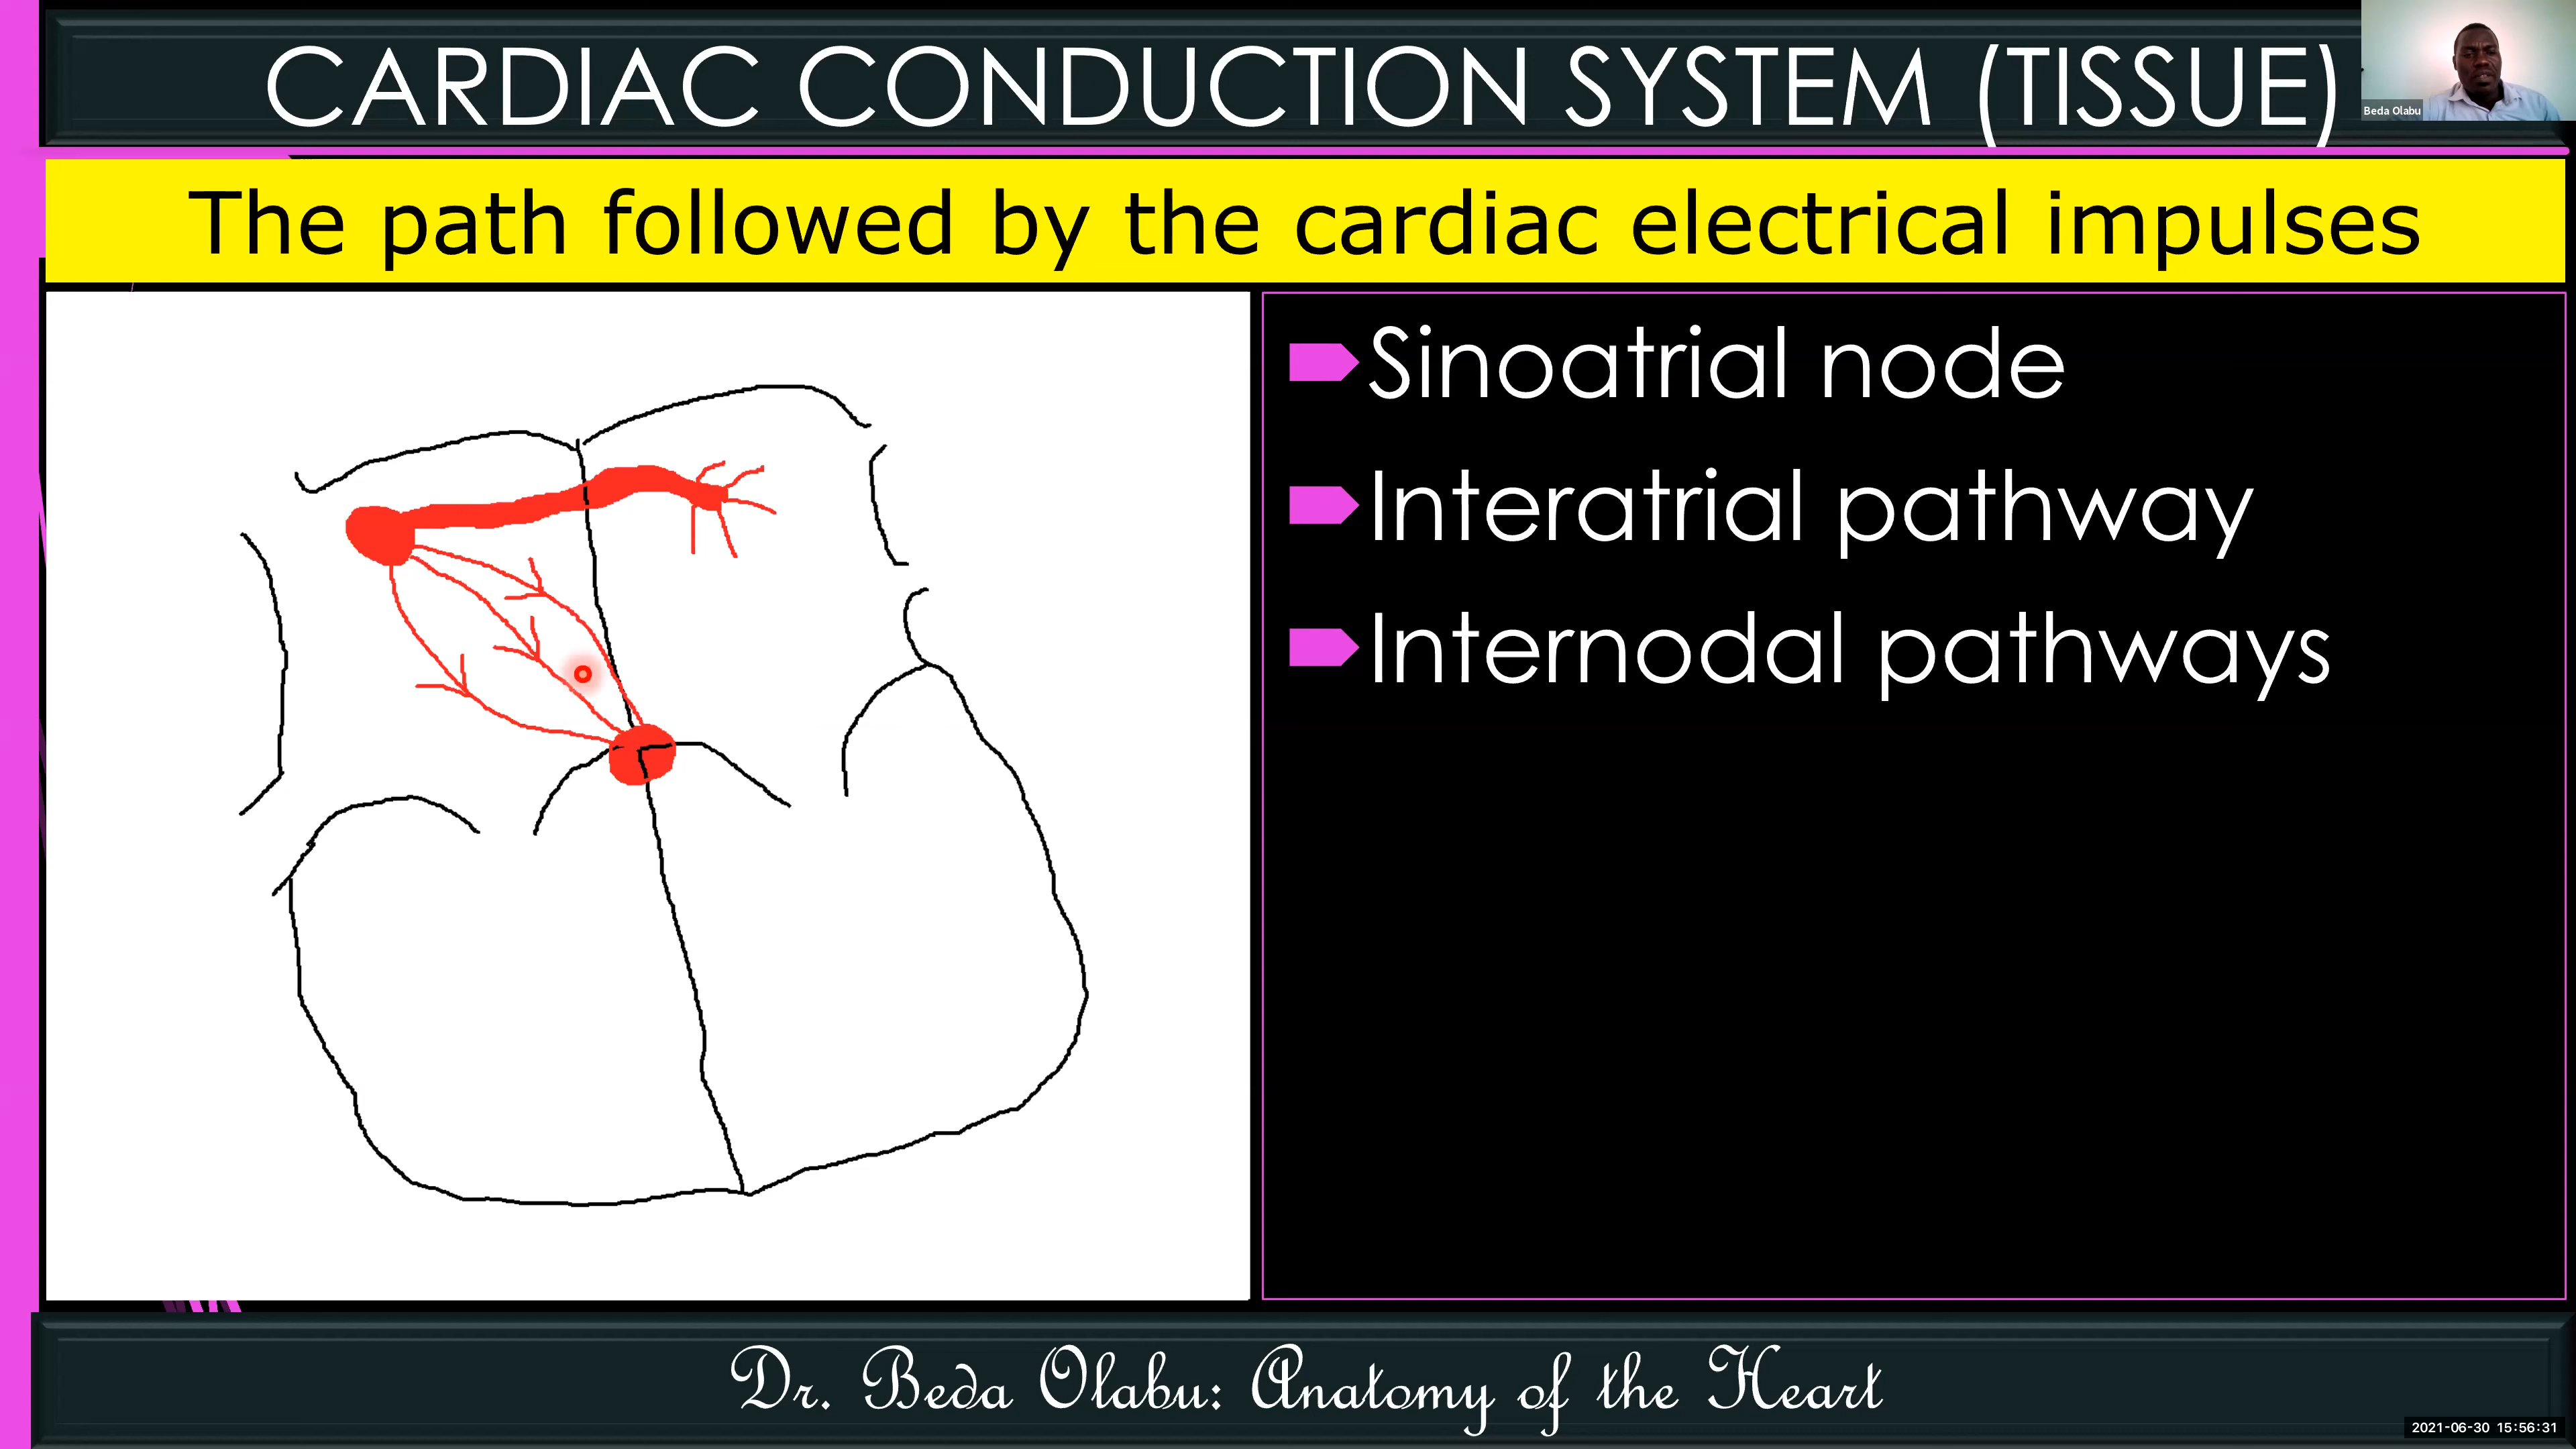 CARDIAC CONDUCTION SYSTEM (TISSUE)
Beda Olabu
The path followed by the cardiac electrical impulses
Sinoatrial node
Interatrial pathway
Internodal pathways
Dr. Beda Olabu: Anatomy of the Heart
2021-06-30 15:56:31